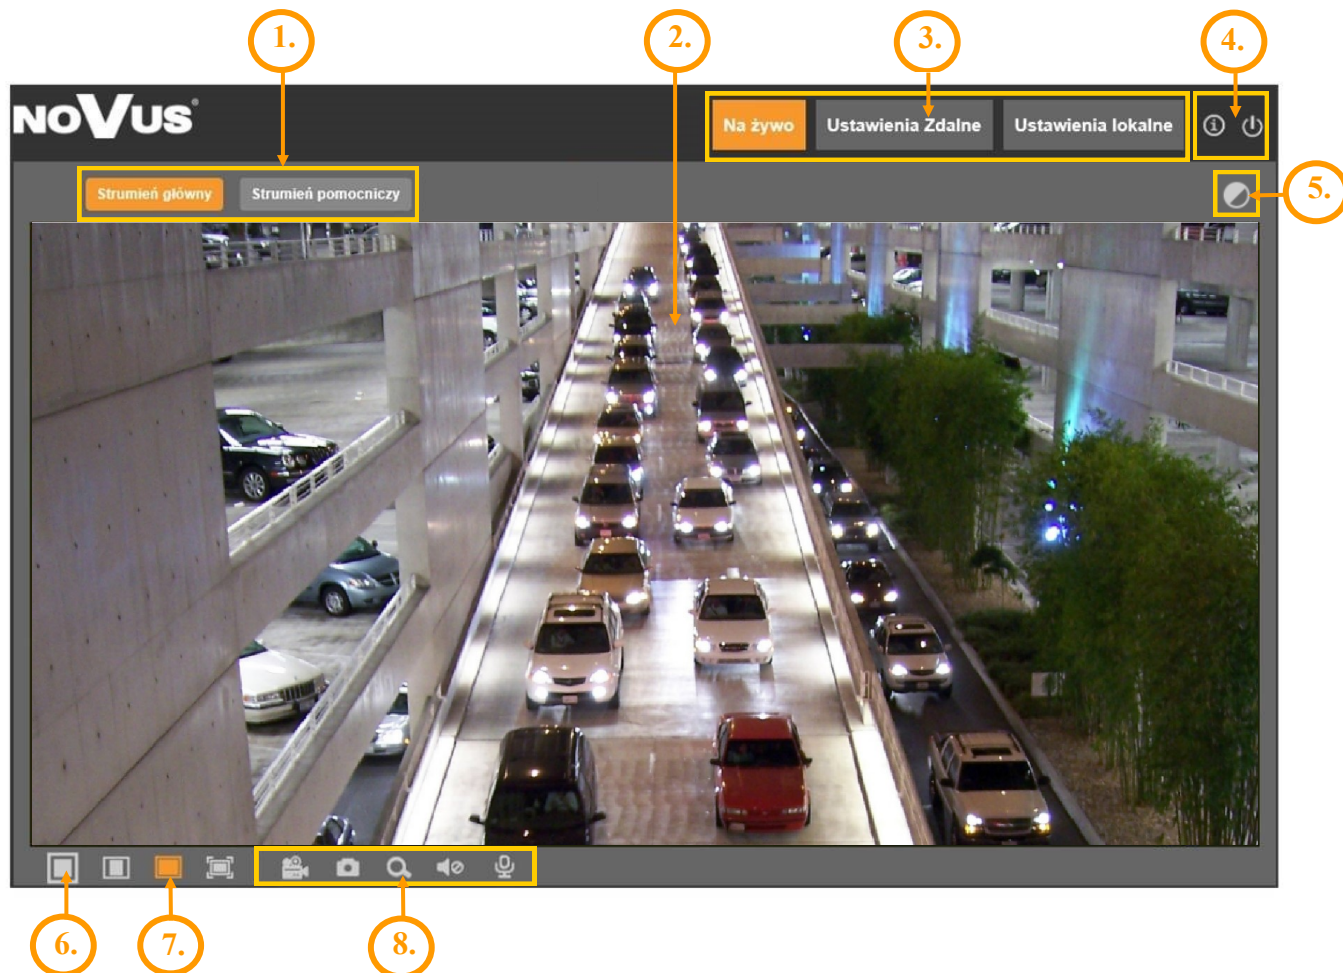 1.
2.
3.
4.
NOVUS®
Na żywo
Ustawienia Zdalne
Ustawienia lokalne
Strumień główny
Strumień pomocniczy
5.
6.
7.
8.